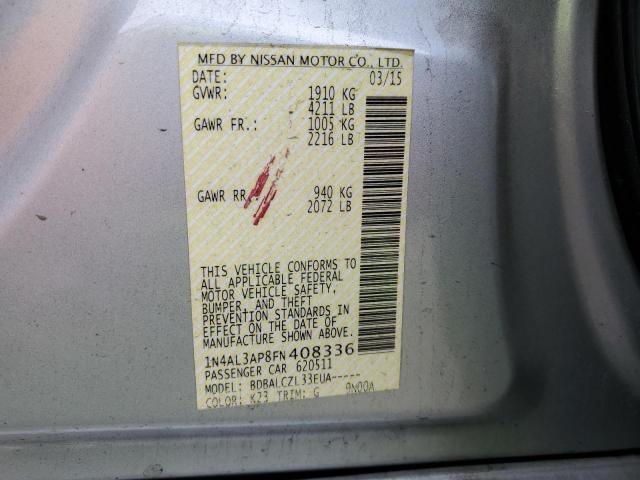 MFD BY NISSAN MOTOR CO., LTD.
DATE: 03/15
GVWR: 1910 KG
4211 LB
GAWR FR.: 1005 KG
2216 LB
GAWR RR 940 KG
2072 LB
THIS VEHICLE CONFORMS TO
ALL APPLICABLE FEDERAL
MOTOR VEHICLE SAFETY,
BUMPER, AND THEFT
PREVENTION STANDARDS IN
EFFECT ON THE DATE OF
MANUFACTURE SHOWN ABOVE.
1N4AL3AP8FN408336
PASSENGER CAR 620511
MODEL: BDBALCZL33EUA-----
COLOR: K23 TRIM: G 9N00A